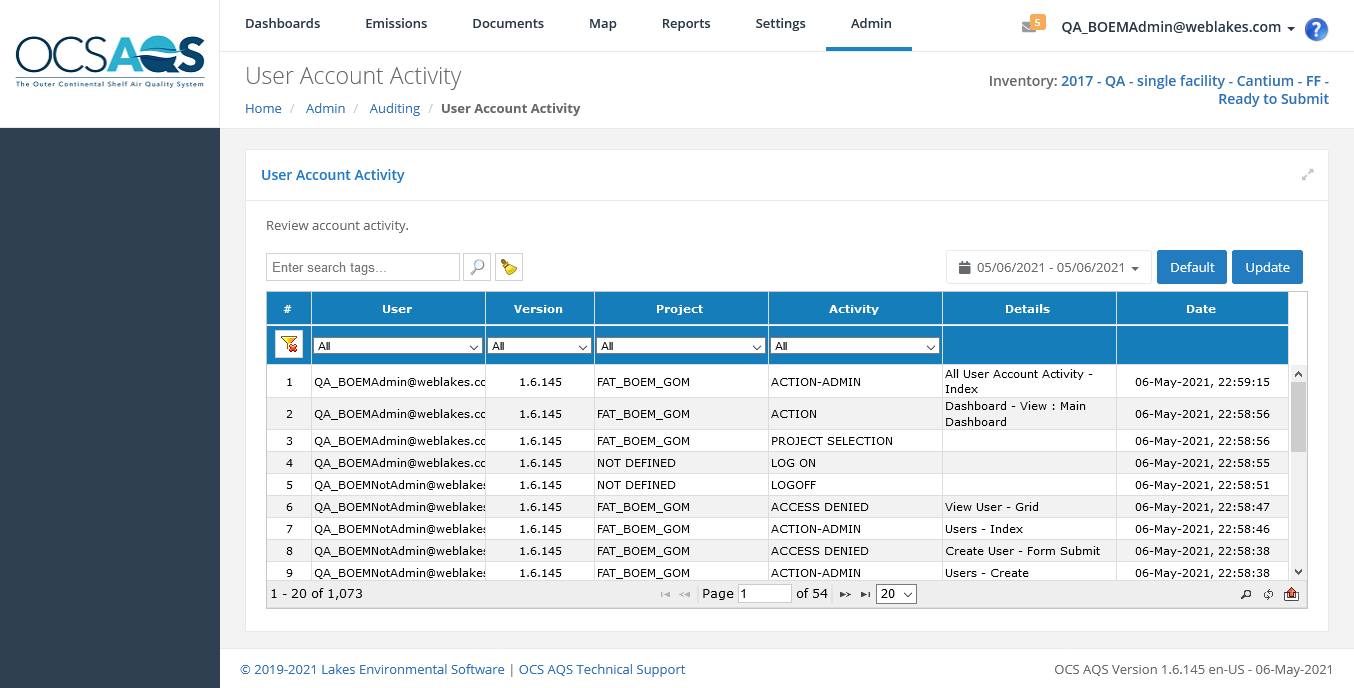 OCSAQS
The Outer Continental Shelf Air Quality System
Dashboards Emissions Documents Map Reports Settings Admin
5 QA_BOEMAdmin@weblakes.com ?
User Account Activity
Home / Admin / Auditing / User Account Activity
Inventory: 2017 - QA - single facility - Cantium - FF -
Ready to Submit
User Account Activity
Review account activity.
Enter search tags... 05/06/2021 - 05/06/2021 Default Update
# User Version Project Activity Details Date
All All All All
1 QA_BOEMAdmin@weblakes.cc 1.6.145 FAT_BOEM_GOM ACTION-ADMIN All User Account Activity - Index 06-May-2021, 22:59:15
2 QA_BOEMAdmin@weblakes.cc 1.6.145 FAT_BOEM_GOM ACTION Dashboard - View : Main Dashboard 06-May-2021, 22:58:56
3 QA_BOEMAdmin@weblakes.cc 1.6.145 FAT_BOEM_GOM PROJECT SELECTION 06-May-2021, 22:58:56
4 QA_BOEMAdmin@weblakes.cc 1.6.145 NOT DEFINED LOG ON 06-May-2021, 22:58:55
5 QA_BOEMNotAdmin@weblakes 1.6.145 NOT DEFINED LOGOFF 06-May-2021, 22:58:51
6 QA_BOEMNotAdmin@weblakes 1.6.145 FAT_BOEM_GOM ACCESS DENIED View User - Grid 06-May-2021, 22:58:47
7 QA_BOEMNotAdmin@weblakes 1.6.145 FAT_BOEM_GOM ACTION-ADMIN Users - Index 06-May-2021, 22:58:46
8 QA_BOEMNotAdmin@weblakes 1.6.145 FAT_BOEM_GOM ACCESS DENIED Create User - Form Submit 06-May-2021, 22:58:38
9 QA_BOEMNotAdmin@weblakes 1.6.145 FAT_BOEM_GOM ACTION-ADMIN Users - Create 06-May-2021, 22:58:38
1 - 20 of 1,073 Page 1 of 54 20
© 2019-2021 Lakes Environmental Software | OCS AQS Technical Support OCS AQS Version 1.6.145 en-US - 06-May-2021